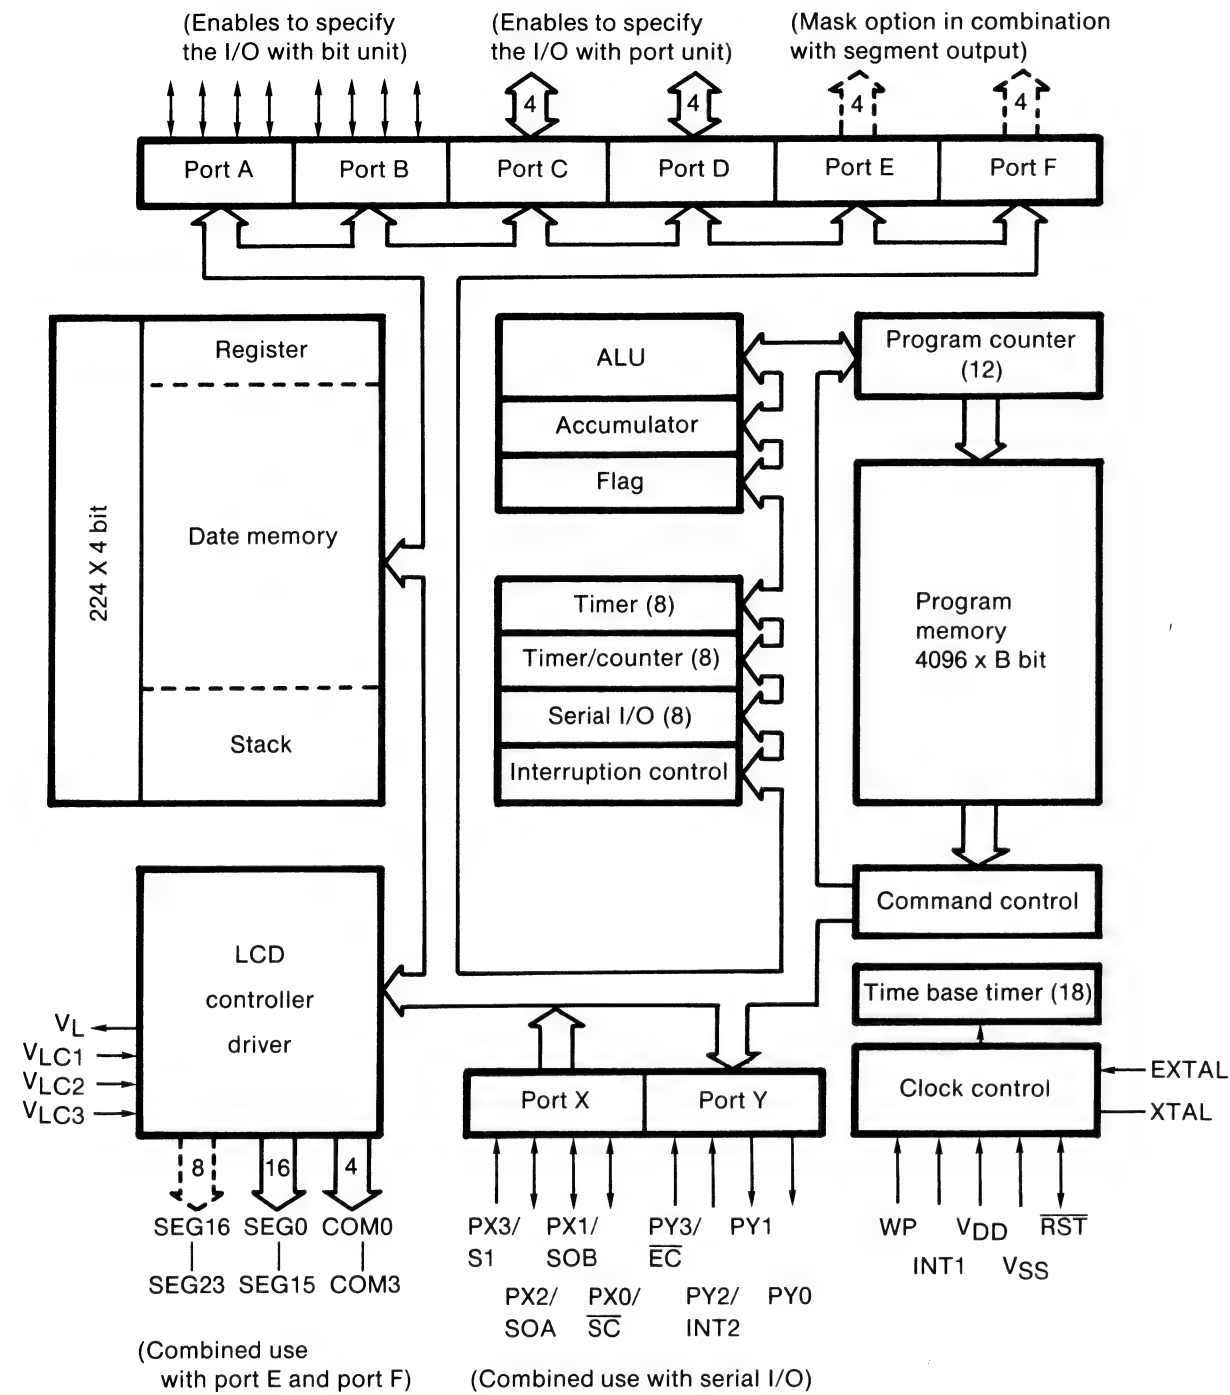 (Enables to specify
the I/O with bit unit)
(Enables to specify
the I/O with port unit)
(Mask option in combination
with segment output)
4
4
4
4
Port A
Port B
Port C
Port D
Port E
Port F
224 X 4 bit
Register
Date memory
Stack
ALU
Accumulator
Flag
Timer (8)
Timer/counter (8)
Serial I/O (8)
Interruption control
Program counter
(12)
Program
memory
4096 x B bit
Command control
Time base timer (18)
Clock control
EXTAL
XTAL
LCD
controller
driver
VL
VLC1
VLC2
VLC3
8
16
4
SEG16
SEG0
COM0
SEG23
SEG15
COM3
(Combined use
with port E and port F)
Port X
Port Y
PX3/
S1
PX1/
SOB
PY3/
E̅C̅
PY1
PX2/
SOA
PX0/
S̅C̅
PY2/
INT2
PY0
(Combined use with serial I/O)
WP
VDD
R̅S̅T̅
INT1
VSS